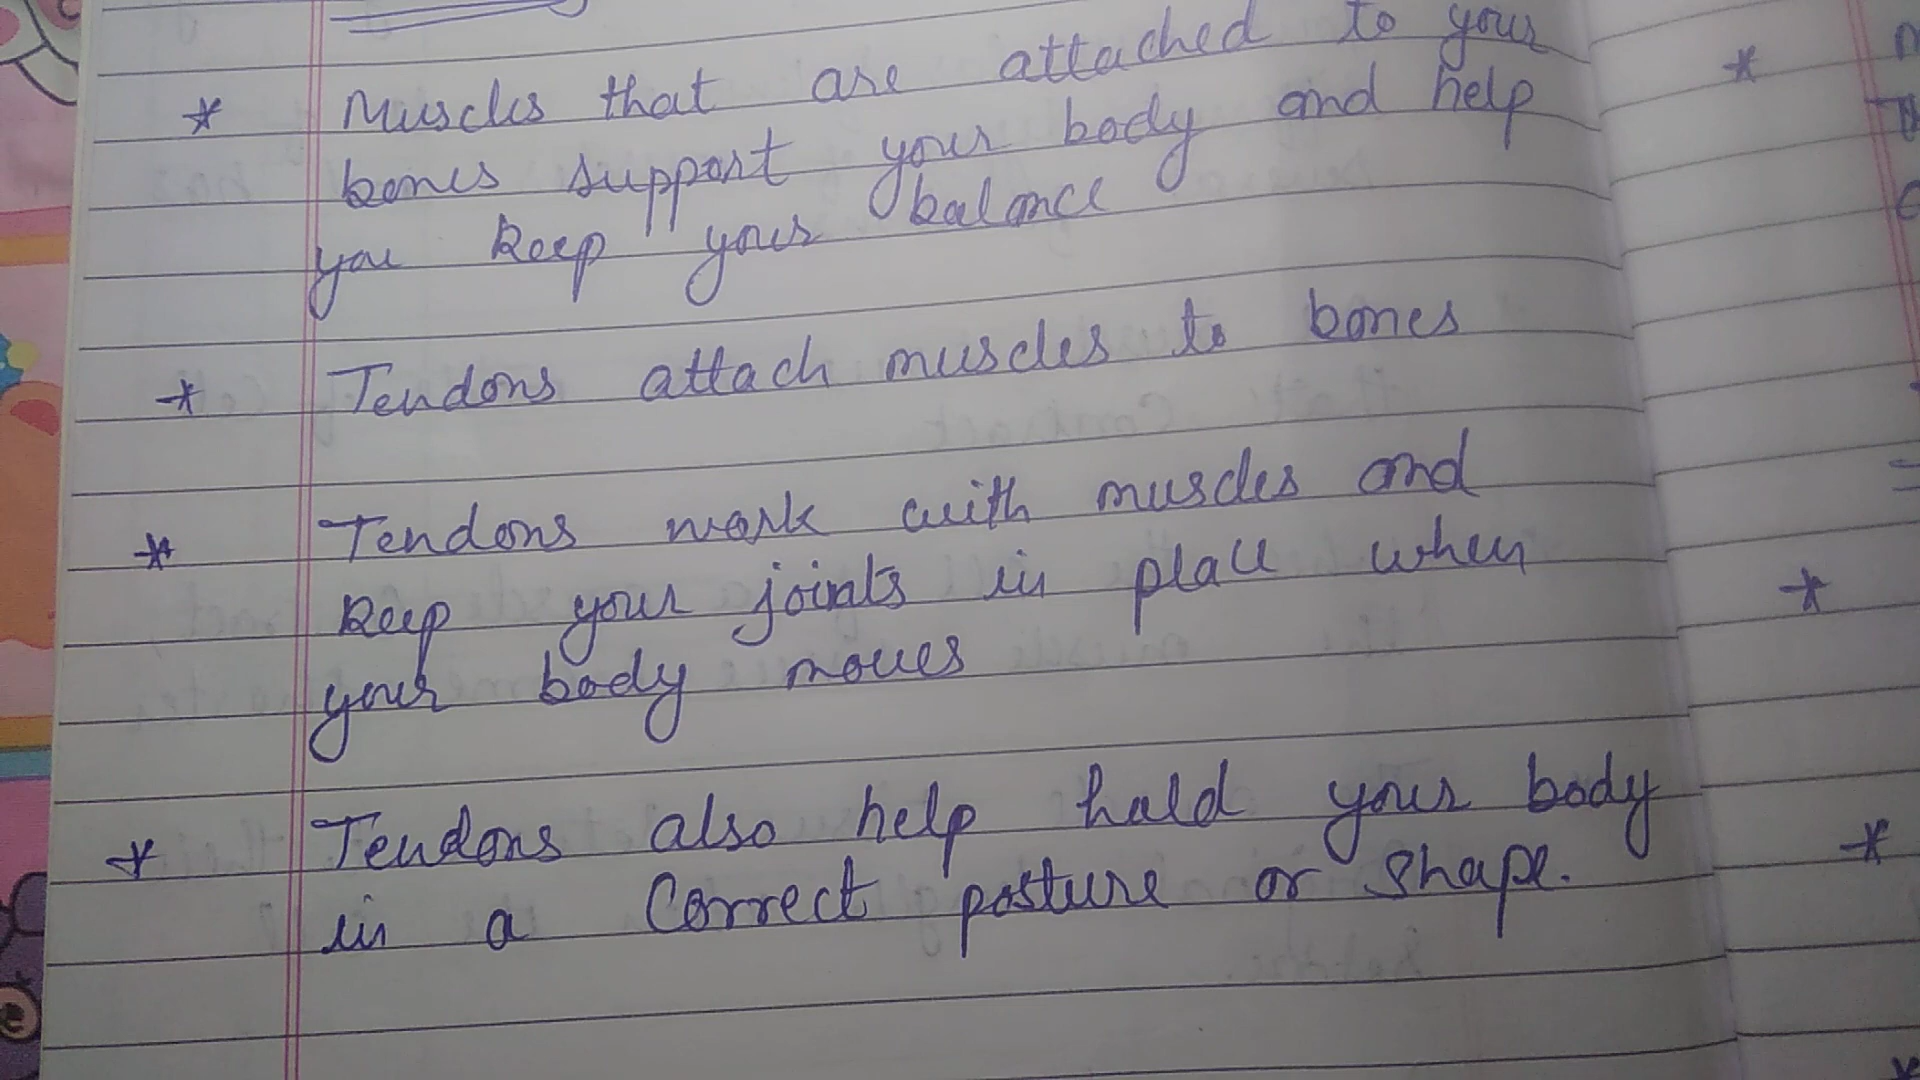 * Muscles that are attached to your
bones support your body and help
you keep your balance
* Tendons attach muscles to bones
* Tendons work with muscles and
keep your joints in place when
your body moves
* Tendons also help hold your body
in a correct posture or shape.
*
*
*